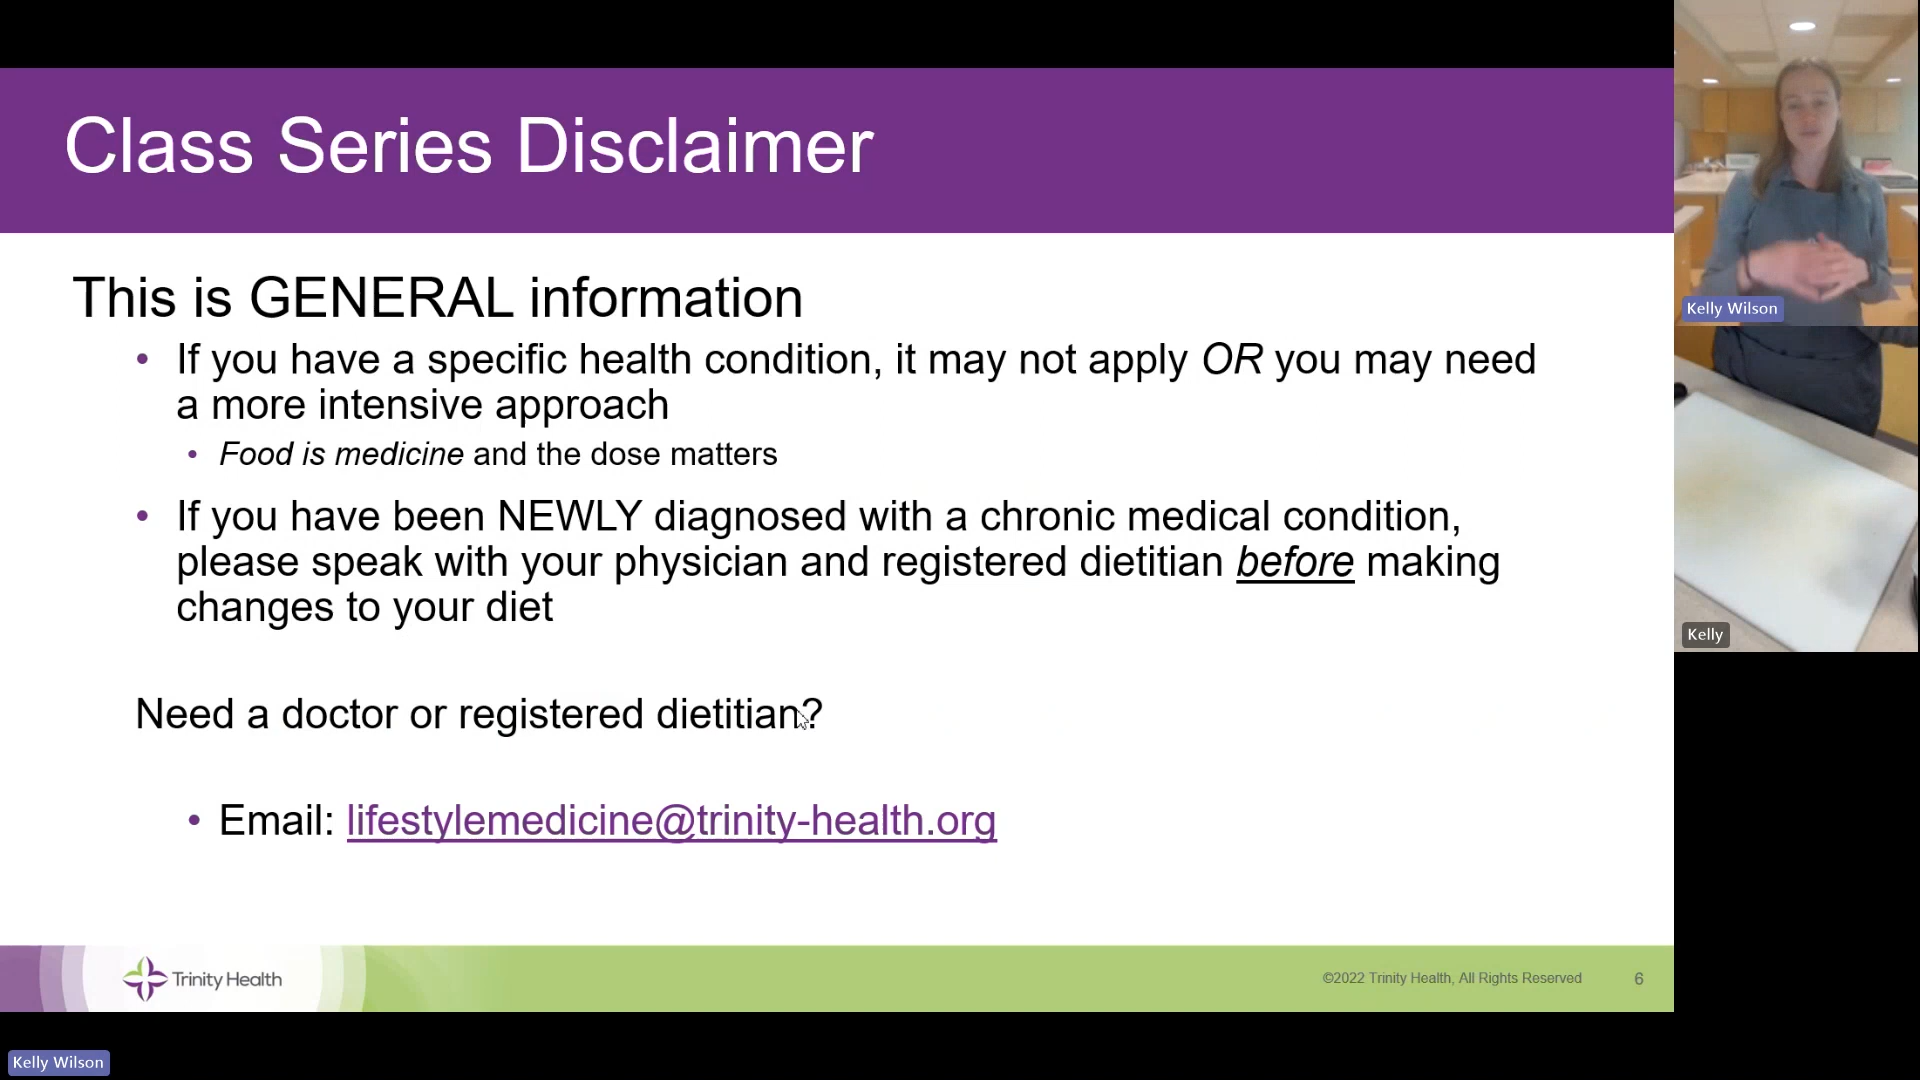 Class Series Disclaimer
This is GENERAL information
• If you have a specific health condition, it may not apply OR you may need
a more intensive approach
• Food is medicine and the dose matters
• If you have been NEWLY diagnosed with a chronic medical condition,
please speak with your physician and registered dietitian before making
changes to your diet
Need a doctor or registered dietitian?
• Email: lifestylemedicine@trinity-health.org
Trinity Health
©2022 Trinity Health, All Rights Reserved
6
Kelly Wilson
Kelly
Kelly Wilson